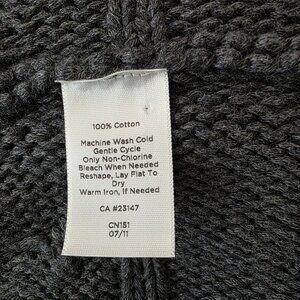 100% Cotton
Machine Wash Cold
Gentle Cycle
Only Non-Chlorine
Bleach When Needed
Reshape, Lay Flat To
Dry
Warm Iron, If Needed
CA #23147
CN151
07/11